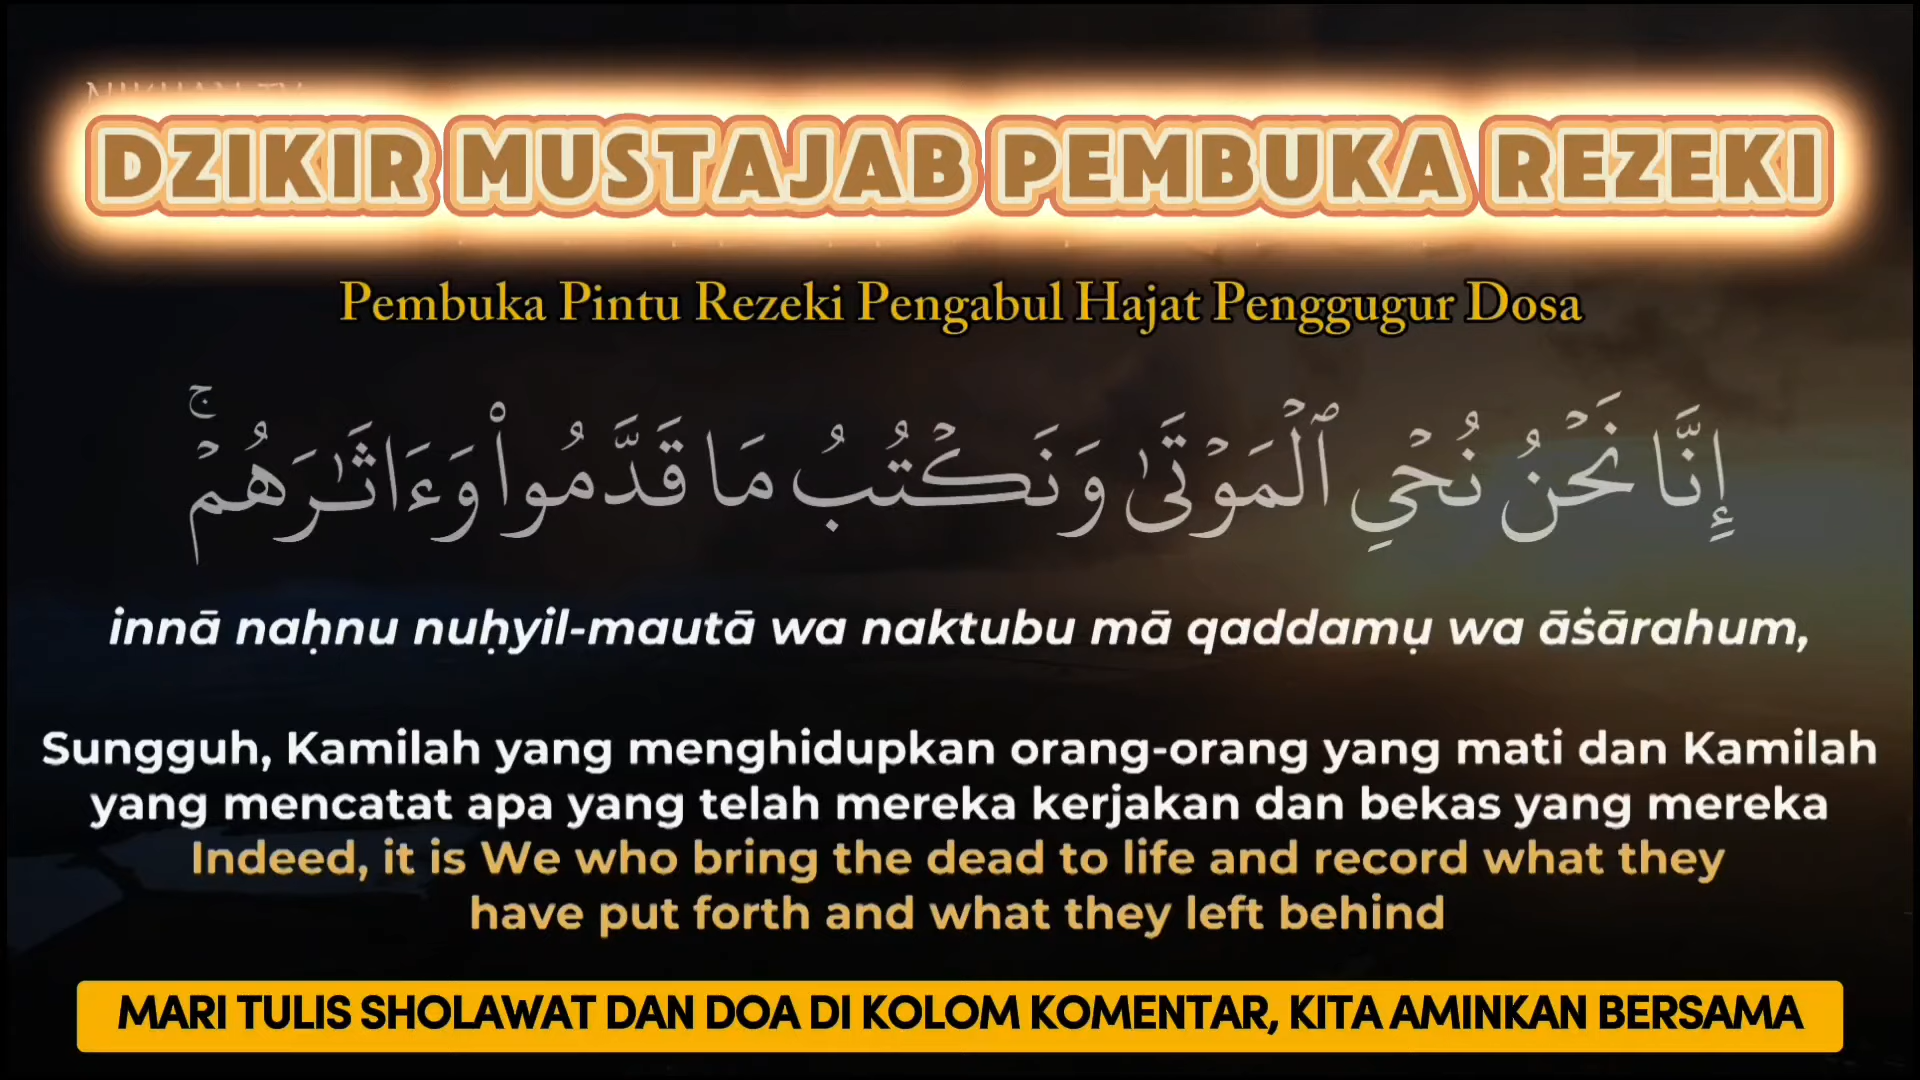 DZIKIR MUSTAJAB PEMBUKA REZEKI
Pembuka Pintu Rezeki Pengabul Hajat Penggugur Dosa
إِنَّا نَحۡنُ نُحۡيِ ٱلۡمَوۡتَىٰ وَنَكۡتُبُ مَا قَدَّمُواْ وَءَاثَٰرَهُمۡۚ
innā naḥnu nuḥyil-mautā wa naktubu mā qaddamụ wa āṡārahum,
Sungguh, Kamilah yang menghidupkan orang-orang yang mati dan Kamilah
yang mencatat apa yang telah mereka kerjakan dan bekas yang mereka
Indeed, it is We who bring the dead to life and record what they
have put forth and what they left behind
MARI TULIS SHOLAWAT DAN DOA DI KOLOM KOMENTAR, KITA AMINKAN BERSAMA